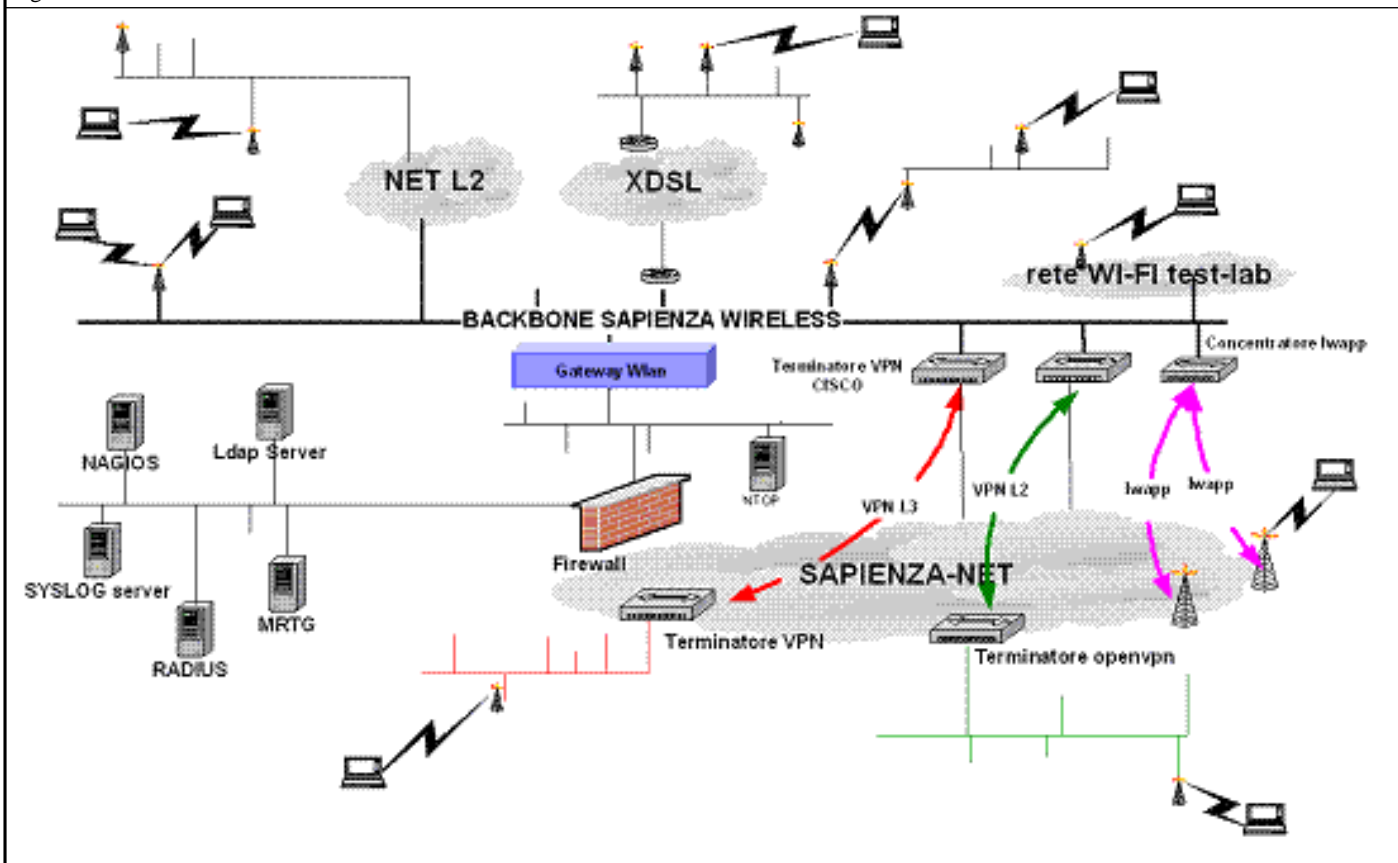 NET L2
XDSL
rete WI-FI test-lab
BACKBONE SAPIENZA WIRELESS
Gateway Wlan
Terminatore VPN
CISCO
Concentratore lwapp
NAGIOS
Ldap Server
NTOP
VPN L3
VPN L2
lwapp
lwapp
SYSLOG server
MRTG
RADIUS
Firewall
SAPIENZA-NET
Terminatore VPN
Terminatore openvpn